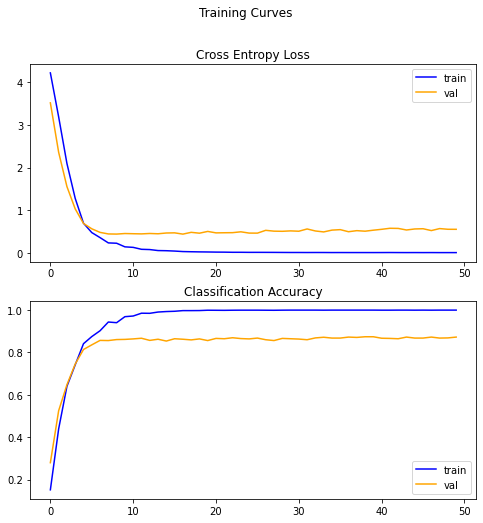 Training Curves
Cross Entropy Loss
4
3
2
1
0
train
val
0 10 20 30 40 50
Classification Accuracy
1.0
0.8
0.6
0.4
0.2
train
val
0 10 20 30 40 50